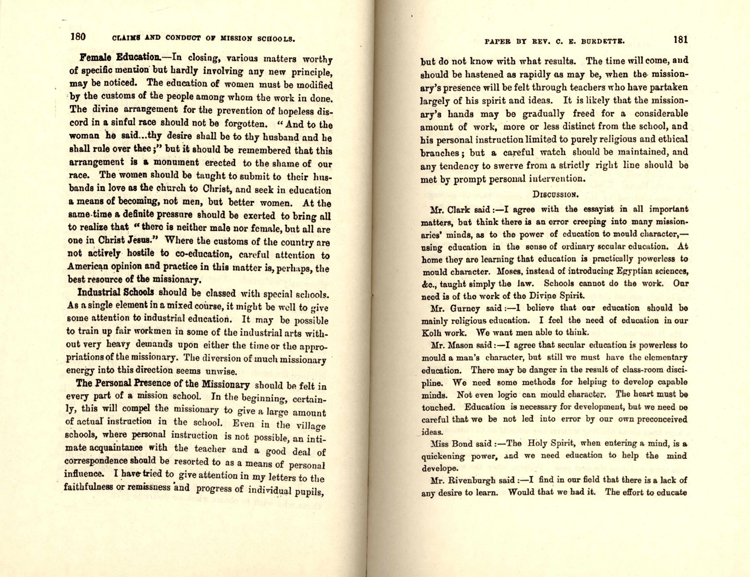 180 CLAIMS AND CONDUCT OF MISSION SCHOOLS.
Female Education.—In closing, various matters worthy
of specific mention but hardly involving any new principle,
may be noticed. The education of women must be modified
by the customs of the people among whom the work in done.
The divine arrangement for the prevention of hopeless dis-
cord in a sinful race should not be forgotten. "And to the
woman he said...thy desire shall be to thy husband and he
shall rule over thee;" but it should be remembered that this
arrangement is a monument erected to the shame of our
race. The women should be taught to submit to their hus-
bands in love as the church to Christ, and seek in education
a means of becoming, not men, but better women. At the
same time a definite pressure should be exerted to bring all
to realize that "there is neither male nor female, but all are
one in Christ Jesus." Where the customs of the country are
not actively hostile to co-education, careful attention to
American opinion and practice in this matter is, perhaps, the
best resource of the missionary.
Industrial Schools should be classed with special schools.
As a single element in a mixed course, it might be well to give
some attention to industrial education. It may be possible
to train up fair workmen in some of the industrial arts with-
out very heavy demands upon either the time or the appro-
priations of the missionary. The diversion of much missionary
energy into this direction seems unwise.
The Personal Presence of the Missionary should be felt in
every part of a mission school. In the beginning, certain-
ly, this will compel the missionary to give a large amount
of actual instruction in the school. Even in the village
schools, where personal instruction is not possible, an inti-
mate acquaintance with the teacher and a good deal of
correspondence should be resorted to as a means of personal
influence. I have tried to give attention in my letters to the
faithfulness or remissness and progress of individual pupils,
PAPER BY REV. C. E. BURDETTE. 181
but do not know with what results. The time will come, and
should be hastened as rapidly as may be, when the mission-
ary's presence will be felt through teachers who have partaken
largely of his spirit and ideas. It is likely that the mission-
ary's hands may be gradually freed for a considerable
amount of work, more or less distinct from the school, and
his personal instruction limited to purely religious and ethical
branches; but a careful watch should be maintained, and
any tendency to swerve from a strictly right line should be
met by prompt personal intervention.
DISCUSSION.
Mr. Clark said:—I agree with the essayist in all important
matters, but think there is an error creeping into many mission-
aries' minds, as to the power of education to mould character,—
using education in the sense of ordinary secular education. At
home they are learning that education is practically powerless to
mould character. Moses, instead of introducing Egyptian sciences,
&c., taught simply the law. Schools cannot do the work. Our
need is of the work of the Divine Spirit.
Mr. Gurney said:—I believe that our education should be
mainly religious education. I feel the need of education in our
Kolh work. We want men able to think.
Mr. Mason said:—I agree that secular education is powerless to
mould a man's character, but still we must have the elementary
education. There may be danger in the result of class-room disci-
pline. We need some methods for helping to develop capable
minds. Not even logic can mould character. The heart must be
touched. Education is necessary for development, but we need be
careful that we be not led into error by our own preconceived
ideas.
Miss Bond said:—The Holy Spirit, when entering a mind, is a
quickening power, and we need education to help the mind
develope.
Mr. Rivenburgh said:—I find in our field that there is a lack of
any desire to learn. Would that we had it. The effort to educate